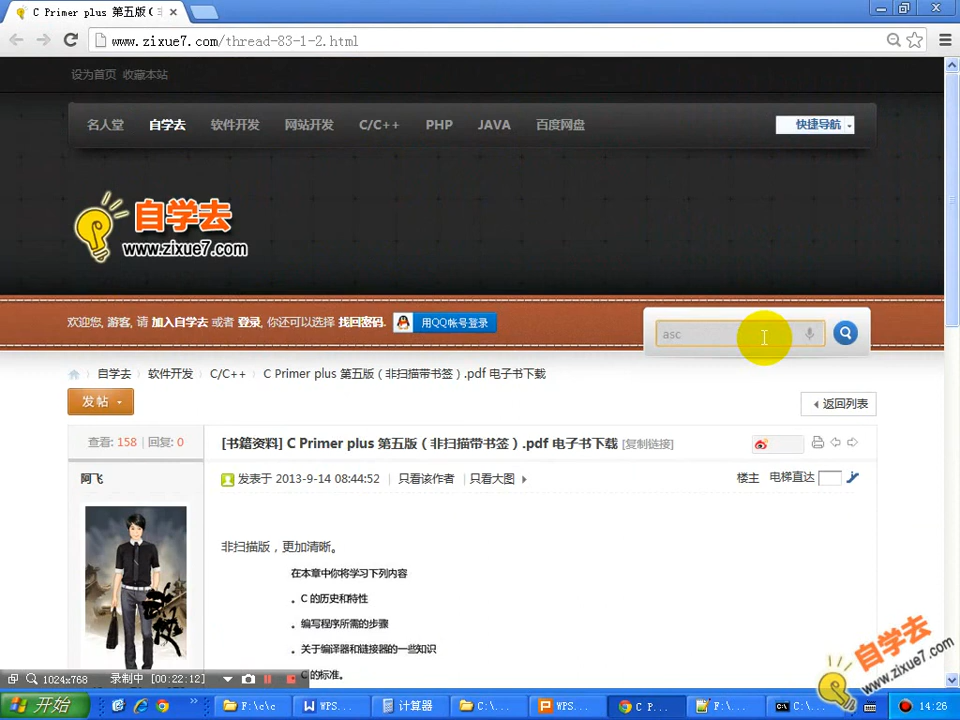 C Primer plus 第五版(
www.zixue7.com/thread-83-1-2.html
设为首页 收藏本站
名人堂 自学去 软件开发 网站开发 C/C++ PHP JAVA 百度网盘 快捷导航
自学去
www.zixue7.com
欢迎您, 游客, 请 加入自学去 或者 登录, 你还可以选择 找回密码. 用QQ帐号登录
asc
自学去 软件开发 C/C++ C Primer plus 第五版（非扫描带书签）.pdf 电子书下载
发帖 返回列表
查看: 158 | 回复: 0
[书籍资料] C Primer plus 第五版（非扫描带书签）.pdf 电子书下载 [复制链接]
阿飞
发表于 2013-9-14 08:44:52 | 只看该作者 | 只看大图
楼主 电梯直达
非扫描版，更加清晰。
在本章中你将学习下列内容
. C 的历史和特性
. 编写程序所需的步骤
. 关于编译器和链接器的一些知识
C 的标准。
1024x768 录制中 [00:22:12]
自学去
www.zixue7.com
开始 F:\c\c WPS... 计算器 C:\... WPS... C P... F:\... C:\... 14:26